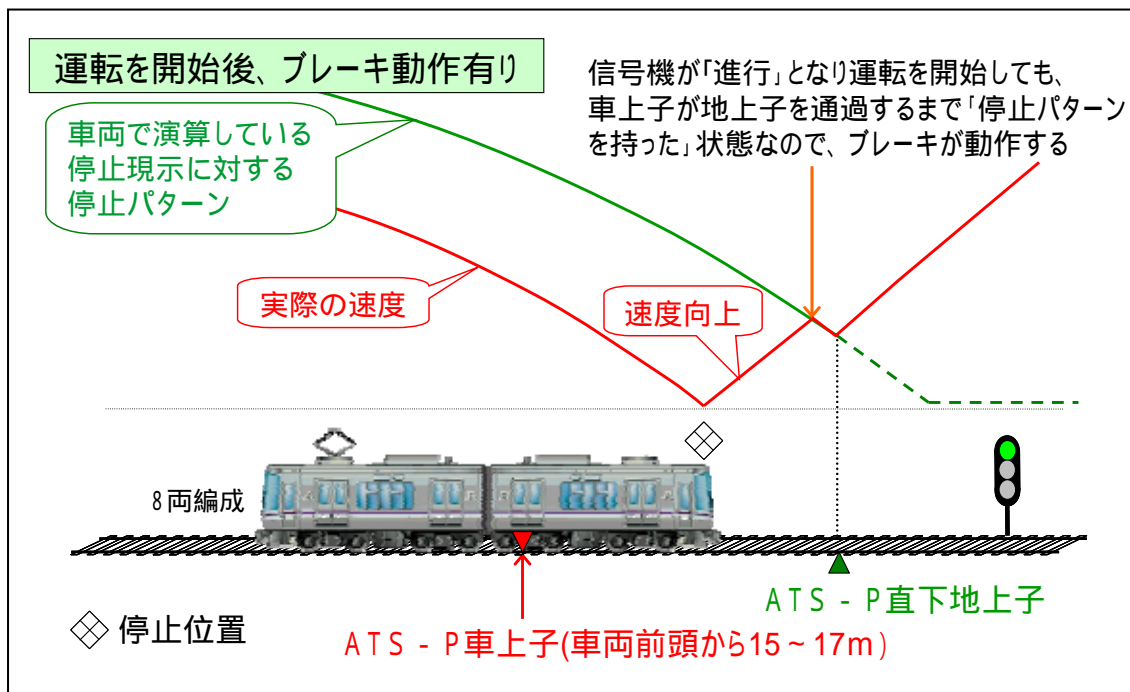 運転を開始後、ブレーキ動作有り
信号機が「進行」となり運転を開始しても、
車上子が地上子を通過するまで「停止パターン
を持った」状態なので、ブレーキが動作する
車両で演算している
停止現示に対する
停止パターン
実際の速度
速度向上
8両編成
ATS-P直下地上子
停止位置
ATS-P車上子(車両前頭から15~17m)